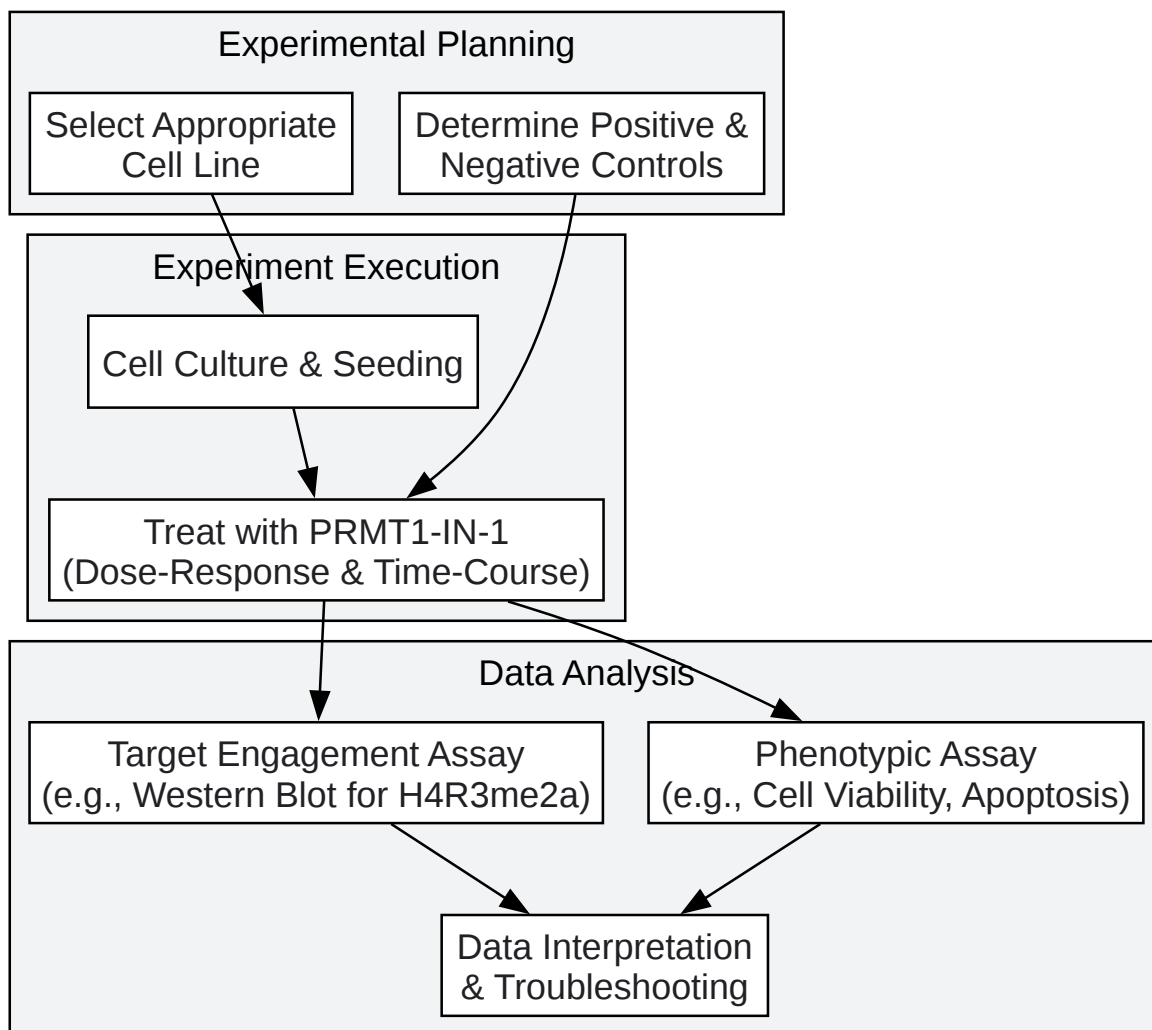 Experimental Planning
Select Appropriate
Cell Line
Determine Positive &
Negative Controls
Experiment Execution
Cell Culture & Seeding
Treat with PRMT1-IN-1
(Dose-Response & Time-Course)
Data Analysis
Target Engagement Assay
(e.g., Western Blot for H4R3me2a)
Phenotypic Assay
(e.g., Cell Viability, Apoptosis)
Data Interpretation
& Troubleshooting